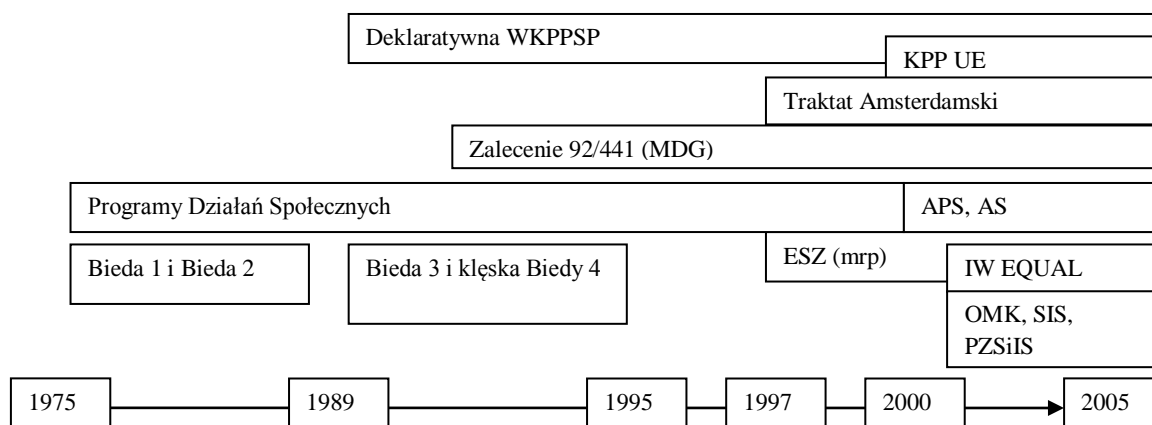 Deklaratywna WKPPSP
KPP UE
Traktat Amsterdamski
Zalecenie 92/441 (MDG)
Programy Działań Społecznych
APS, AS
Bieda 1 i Bieda 2
Bieda 3 i klęska Biedy 4
ESZ (mrp)
IW EQUAL
OMK, SIS,
PZSiIS
1975
1989
1995
1997
2000
2005